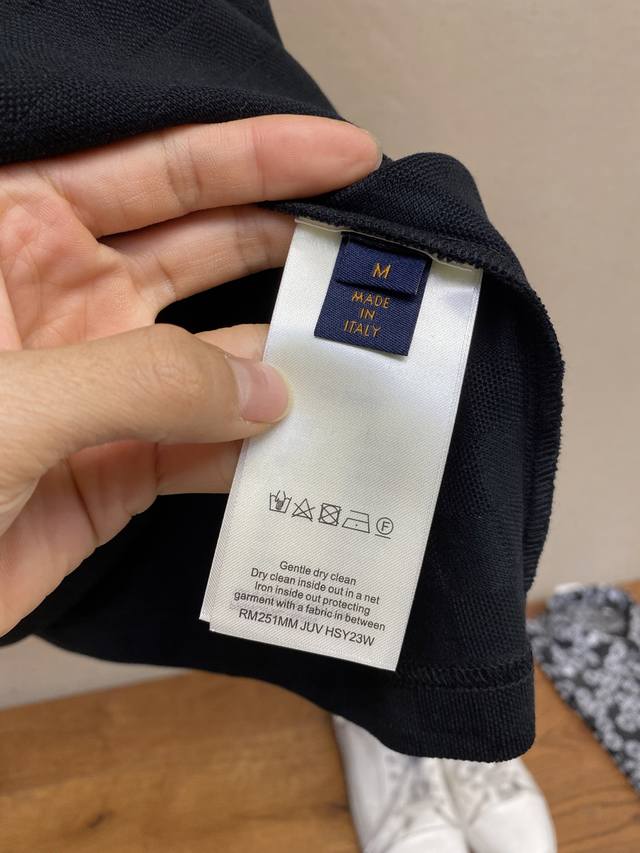 M
MADE
IN
ITALY
Gentle dry clean
Dry clean inside out in a net
Iron inside out protecting
garment with a fabric in between
RM251MM JUV HSY23W